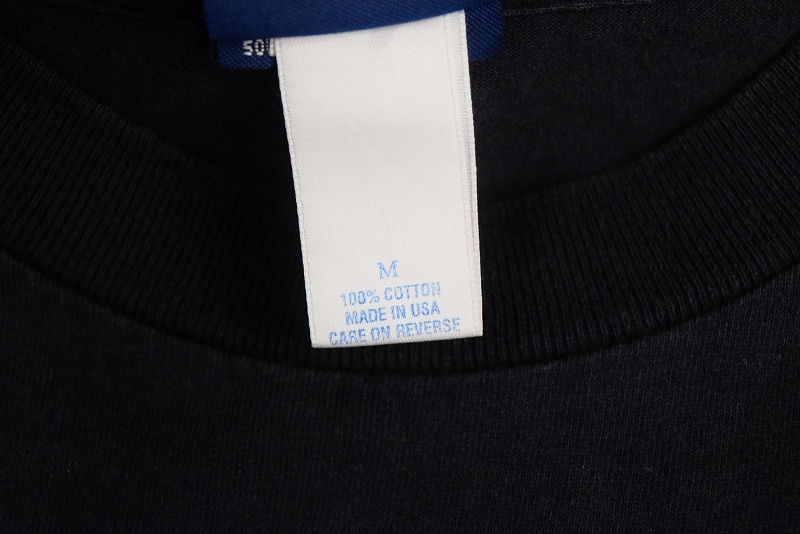 M
100% COTTON
MADE IN USA
CARE ON REVERSE